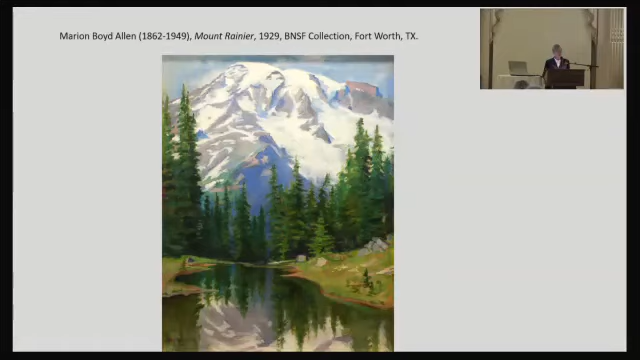 Marion Boyd Allen (1862-1949), Mount Rainier, 1929, BNSF Collection, Fort Worth, TX.